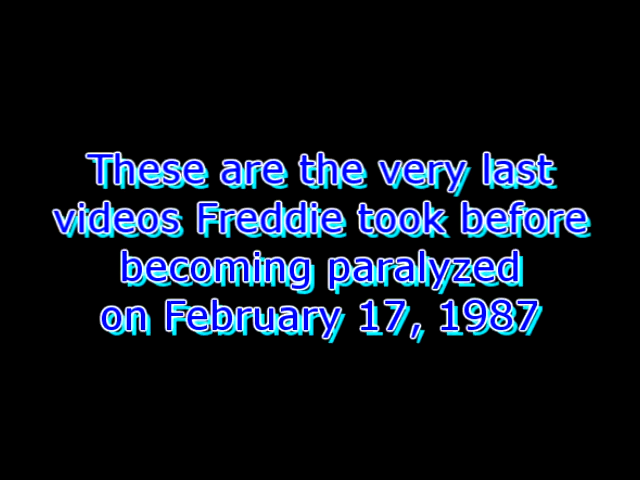 These are the very last
videos Freddie took before
becoming paralyzed
on February 17, 1987